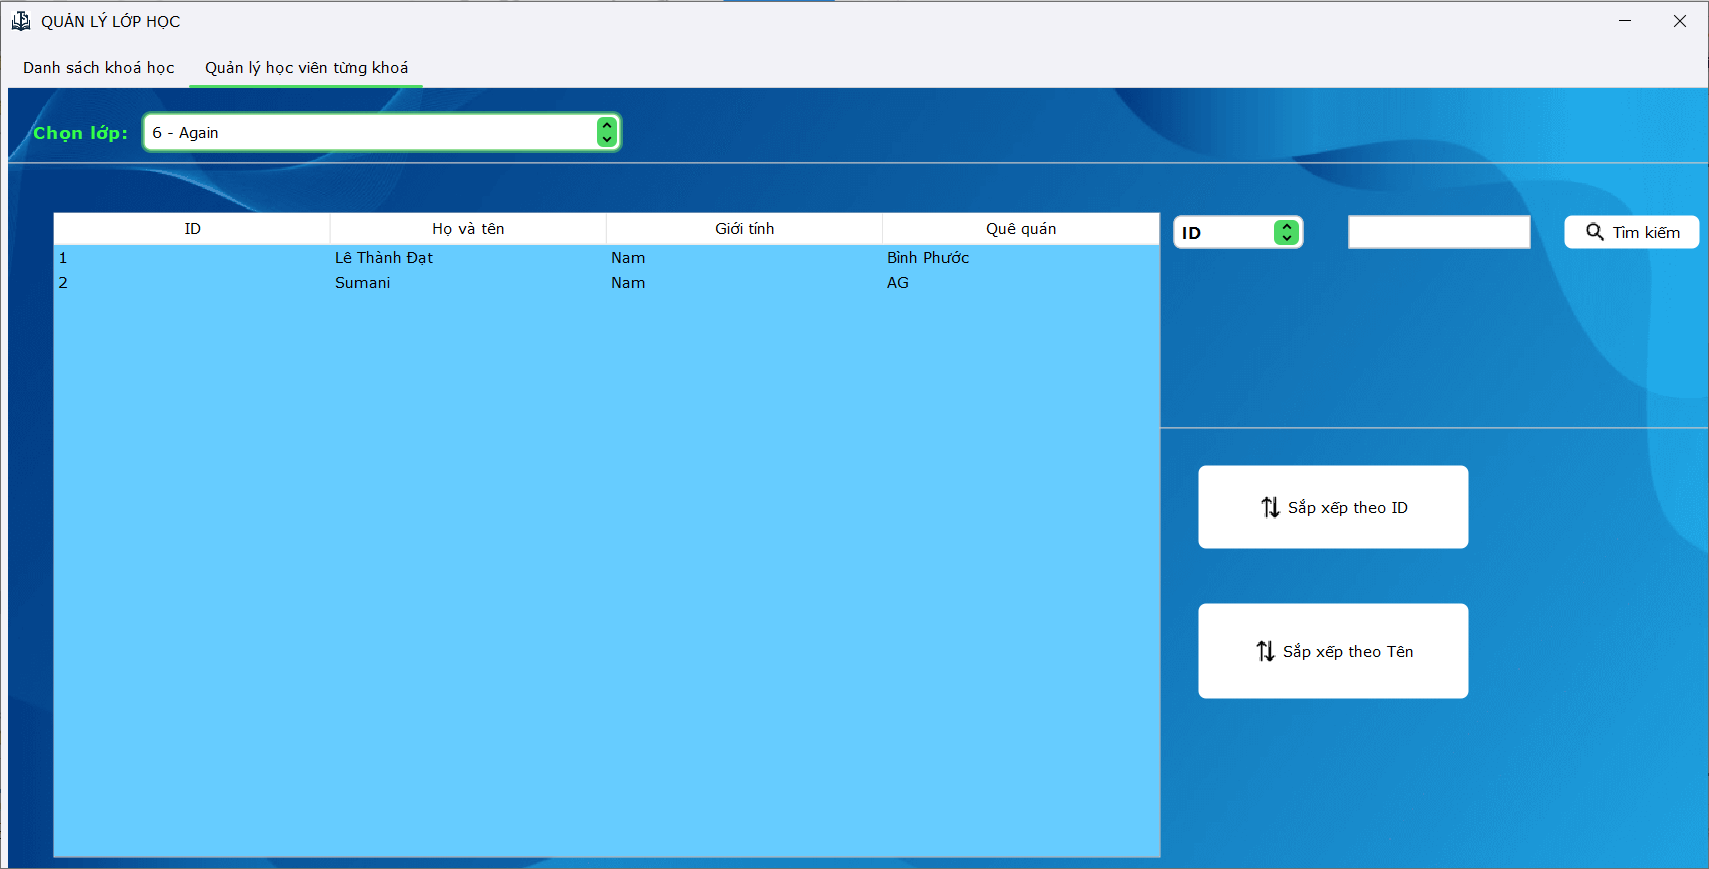 QUẢN LÝ LỚP HỌC
Danh sách khoá học Quản lý học viên từng khoá
Chọn lớp: 6 - Again
ID Họ và tên Giới tính Quê quán ID Tìm kiếm
1 Lê Thành Đạt Nam Bình Phước
2 Sumani Nam AG
Sắp xếp theo ID
Sắp xếp theo Tên